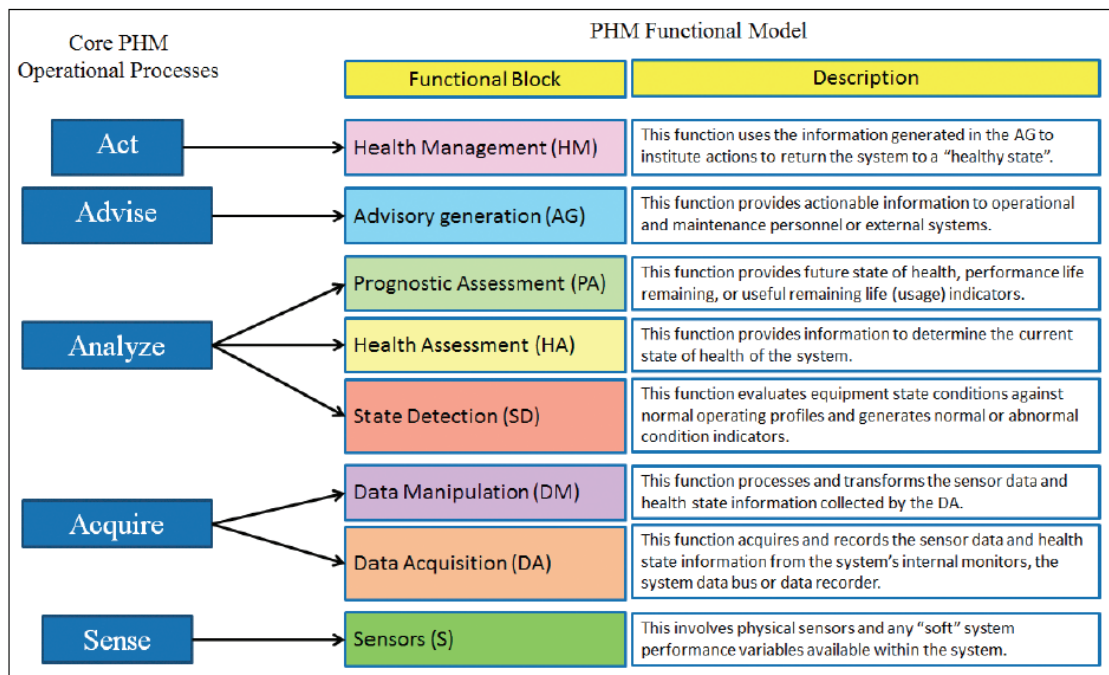 Core PHM
Operational Processes
PHM Functional Model
Functional Block
Description
Act
Health Management (HM)
This function uses the information generated in the AG to
institute actions to return the system to a “healthy state”.
Advise
Advisory generation (AG)
This function provides actionable information to operational
and maintenance personnel or external systems.
Analyze
Prognostic Assessment (PA)
This function provides future state of health, performance life
remaining, or useful remaining life (usage) indicators.
Health Assessment (HA)
This function provides information to determine the current
state of health of the system.
State Detection (SD)
This function evaluates equipment state conditions against
normal operating profiles and generates normal or abnormal
condition indicators.
Acquire
Data Manipulation (DM)
This function processes and transforms the sensor data and
health state information collected by the DA.
Data Acquisition (DA)
This function acquires and records the sensor data and health
state information from the system’s internal monitors, the
system data bus or data recorder.
Sense
Sensors (S)
This involves physical sensors and any “soft” system
performance variables available within the system.